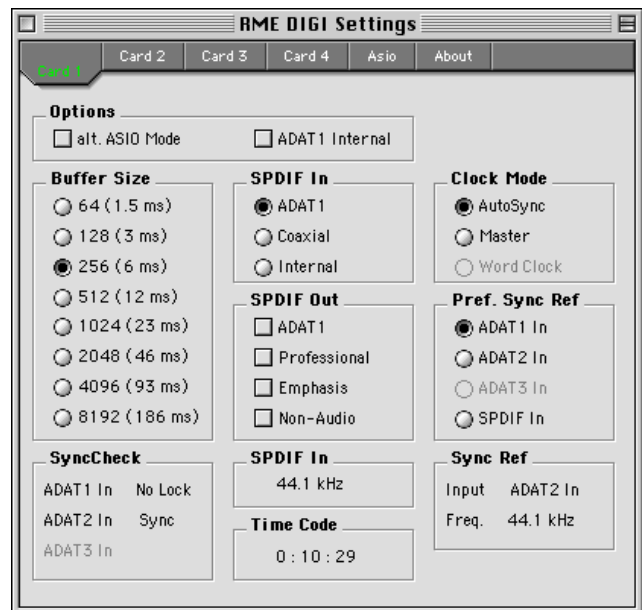 RME DIGI Settings
Card 1
Card 2
Card 3
Card 4
Asio
About
Options
alt. ASIO Mode
ADAT1 Internal
Buffer Size
64 (1.5 ms)
128 (3 ms)
256 (6 ms)
512 (12 ms)
1024 (23 ms)
2048 (46 ms)
4096 (93 ms)
8192 (186 ms)
SPDIF In
ADAT1
Coaxial
Internal
Clock Mode
AutoSync
Master
Word Clock
SPDIF Out
ADAT1
Professional
Emphasis
Non-Audio
Pref. Sync Ref
ADAT1 In
ADAT2 In
ADAT3 In
SPDIF In
SyncCheck
ADAT1 In No Lock
ADAT2 In Sync
ADAT3 In
SPDIF In
44.1 kHz
Time Code
0 : 10 : 29
Sync Ref
Input ADAT2 In
Freq. 44.1 kHz